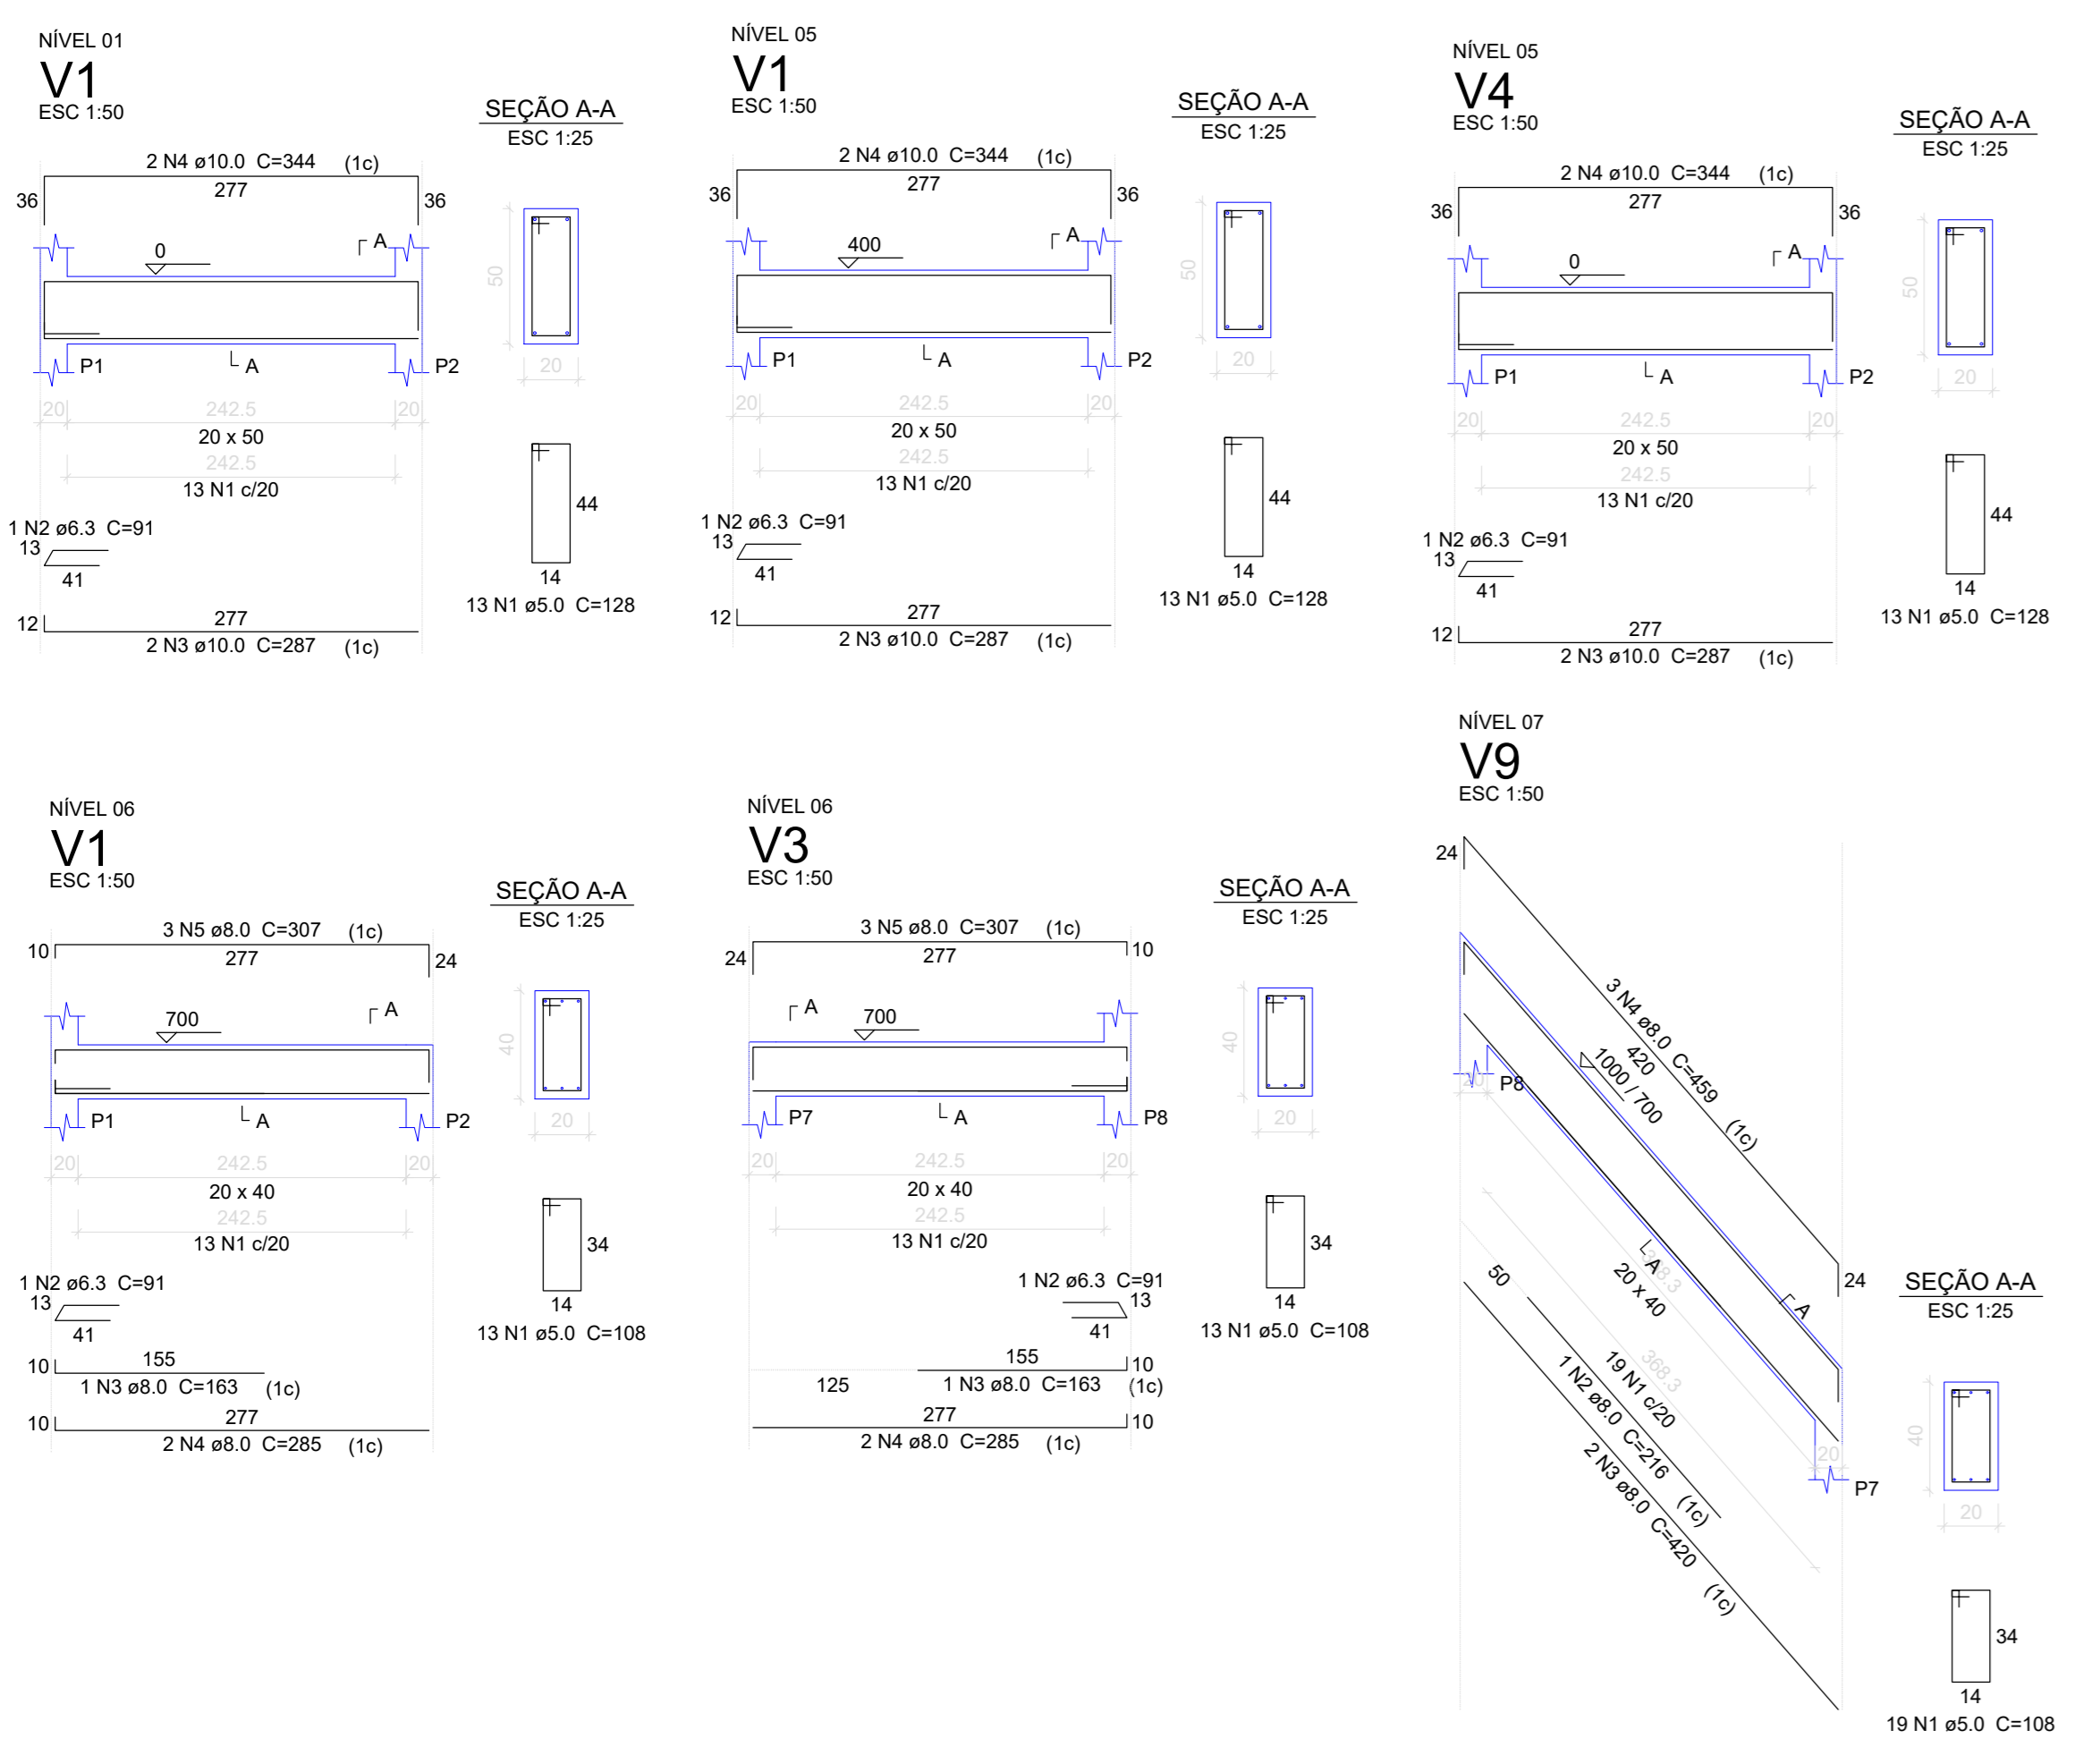 NÍVEL 01
V1
ESC 1:50
SEÇÃO A-A
ESC 1:25
2 N4 ø10.0 C=344 (1c)
277
36
36
0
A
50
P1
A
P2
20
20
242.5
20
20 x 50
242.5
13 N1 c/20
44
1 N2 ø6.3 C=91
13
41
14
13 N1 ø5.0 C=128
12
277
2 N3 ø10.0 C=287 (1c)
NÍVEL 05
V1
ESC 1:50
SEÇÃO A-A
ESC 1:25
2 N4 ø10.0 C=344 (1c)
277
36
36
400
A
50
P1
A
P2
20
20
242.5
20
20 x 50
242.5
13 N1 c/20
44
1 N2 ø6.3 C=91
13
41
14
13 N1 ø5.0 C=128
12
277
2 N3 ø10.0 C=287 (1c)
NÍVEL 05
V4
ESC 1:50
SEÇÃO A-A
ESC 1:25
2 N4 ø10.0 C=344 (1c)
277
36
36
0
A
50
P1
A
P2
20
20
242.5
20
20 x 50
242.5
13 N1 c/20
44
1 N2 ø6.3 C=91
13
41
14
13 N1 ø5.0 C=128
12
277
2 N3 ø10.0 C=287 (1c)
NÍVEL 06
V1
ESC 1:50
SEÇÃO A-A
ESC 1:25
3 N5 ø8.0 C=307 (1c)
277
10
24
700
A
40
P1
A
P2
20
20
242.5
20
20 x 40
242.5
13 N1 c/20
34
1 N2 ø6.3 C=91
13
41
14
13 N1 ø5.0 C=108
10
155
1 N3 ø8.0 C=163 (1c)
10
277
2 N4 ø8.0 C=285 (1c)
NÍVEL 06
V3
ESC 1:50
SEÇÃO A-A
ESC 1:25
3 N5 ø8.0 C=307 (1c)
277
24
10
A
700
40
P7
A
P8
20
20
242.5
20
20 x 40
242.5
13 N1 c/20
34
1 N2 ø6.3 C=91
13
41
14
13 N1 ø5.0 C=108
155
10
125
1 N3 ø8.0 C=163 (1c)
277
10
2 N4 ø8.0 C=285 (1c)
NÍVEL 07
V9
ESC 1:50
24
3 N4 ø8.0 C=459 (1c)
420
1000 / 700
20
P8
A
368.3
20 x 40
A
24
50
368.3
19 N1 c/20
1 N2 ø8.0 C=216 (1c)
2 N3 ø8.0 C=420 (1c)
20
P7
SEÇÃO A-A
ESC 1:25
40
20
34
14
19 N1 ø5.0 C=108